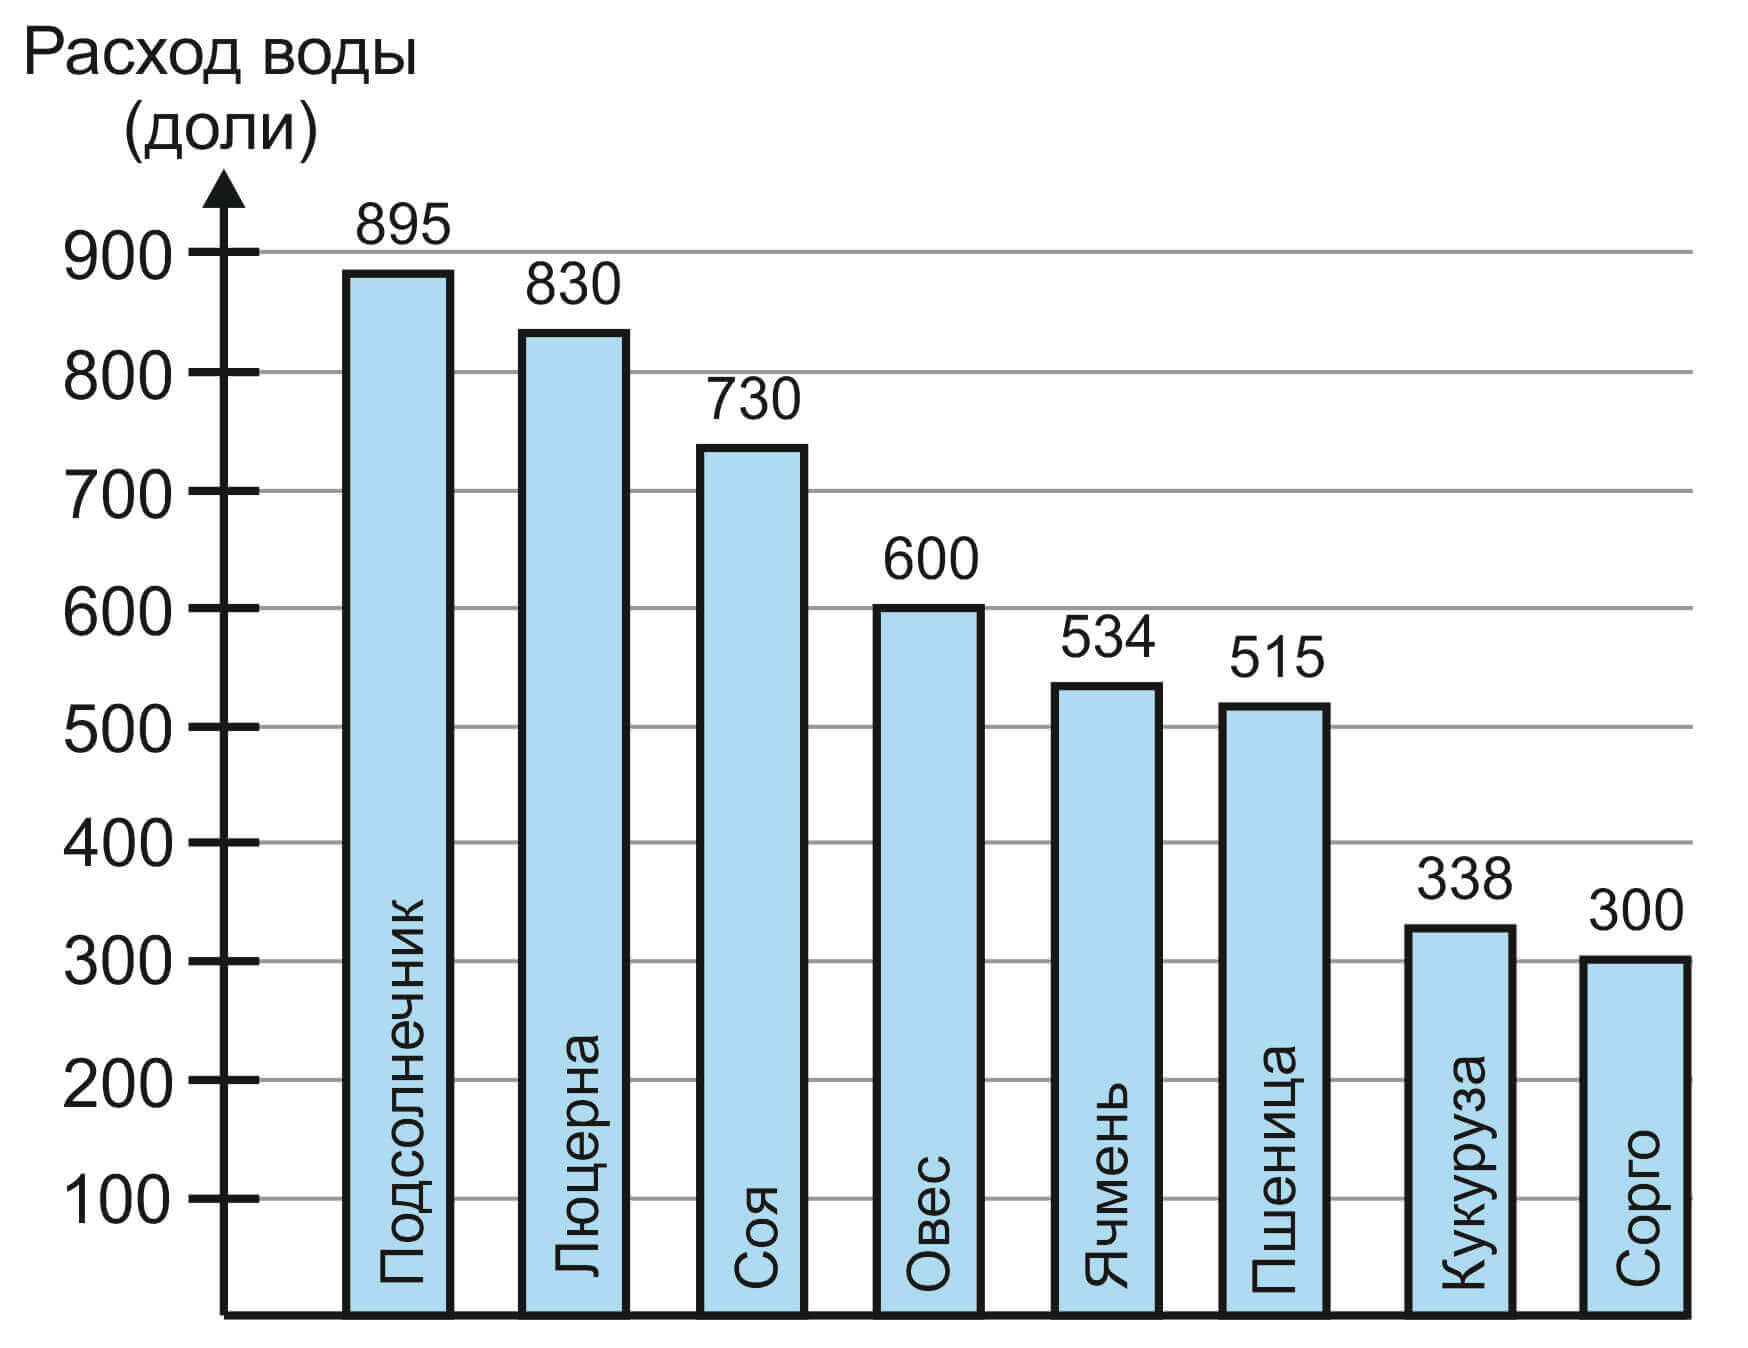 Расход воды
(доли)
900
800
700
600
500
400
300
200
100
895
830
730
600
534
515
338
300
Подсолнечник
Люцерна
Соя
Овес
Ячмень
Пшеница
Кукуруза
Сорго